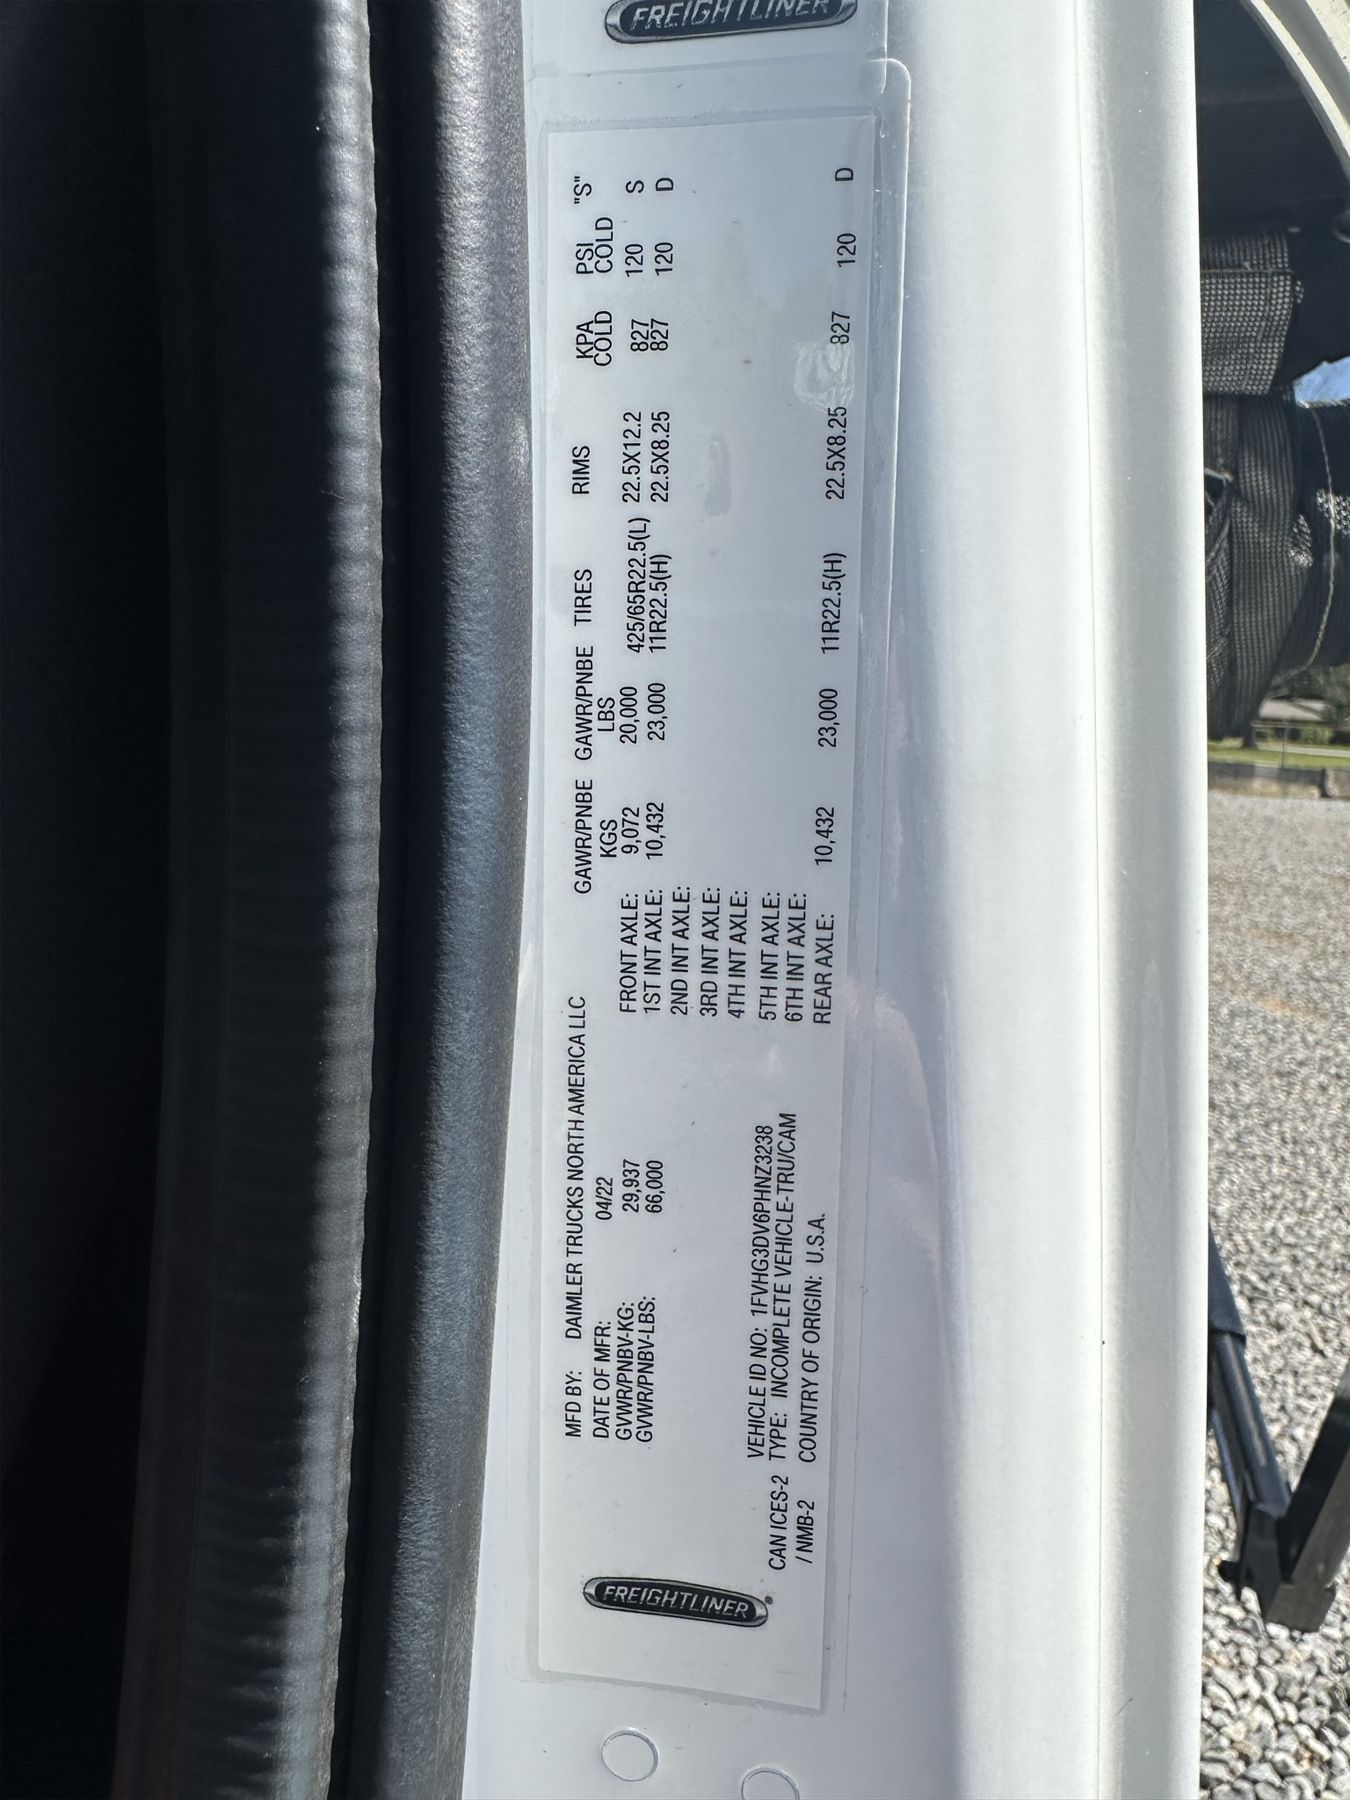 FREIGHTLINER
MFD BY: DAIMLER TRUCKS NORTH AMERICA LLC
DATE OF MFR: 04/22
GVWR/PNBV-KG: 29,937
GVWR/PNBV-LBS: 66,000
GAWR/PNBE GAWR/PNBE TIRES RIMS KPA PSI "S"
KGS LBS COLD COLD
FRONT AXLE: 9,072 20,000 425/65R22.5(L) 22.5X12.2 827 120 S
1ST INT AXLE: 10,432 23,000 11R22.5(H) 22.5X8.25 827 120 D
2ND INT AXLE:
3RD INT AXLE:
4TH INT AXLE:
5TH INT AXLE:
6TH INT AXLE:
REAR AXLE: 10,432 23,000 11R22.5(H) 22.5X8.25 827 120 D
VEHICLE ID NO: 1FVHG3DV6PHNZ3238
CAN ICES-2 TYPE: INCOMPLETE VEHICLE-TRU/CAM
/ NMB-2 COUNTRY OF ORIGIN: U.S.A.
FREIGHTLINER®